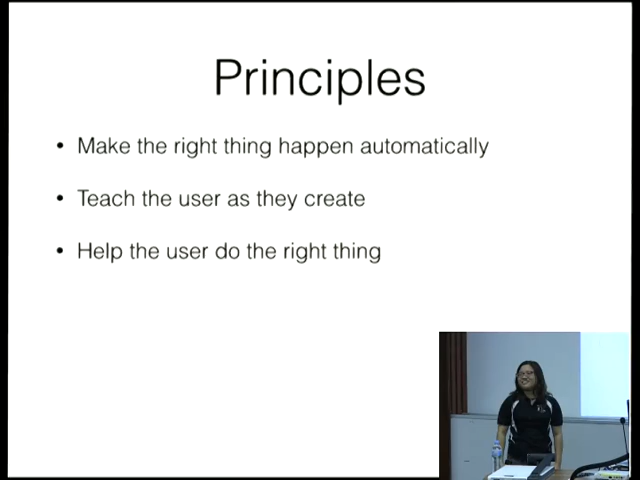 Principles
• Make the right thing happen automatically
• Teach the user as they create
• Help the user do the right thing